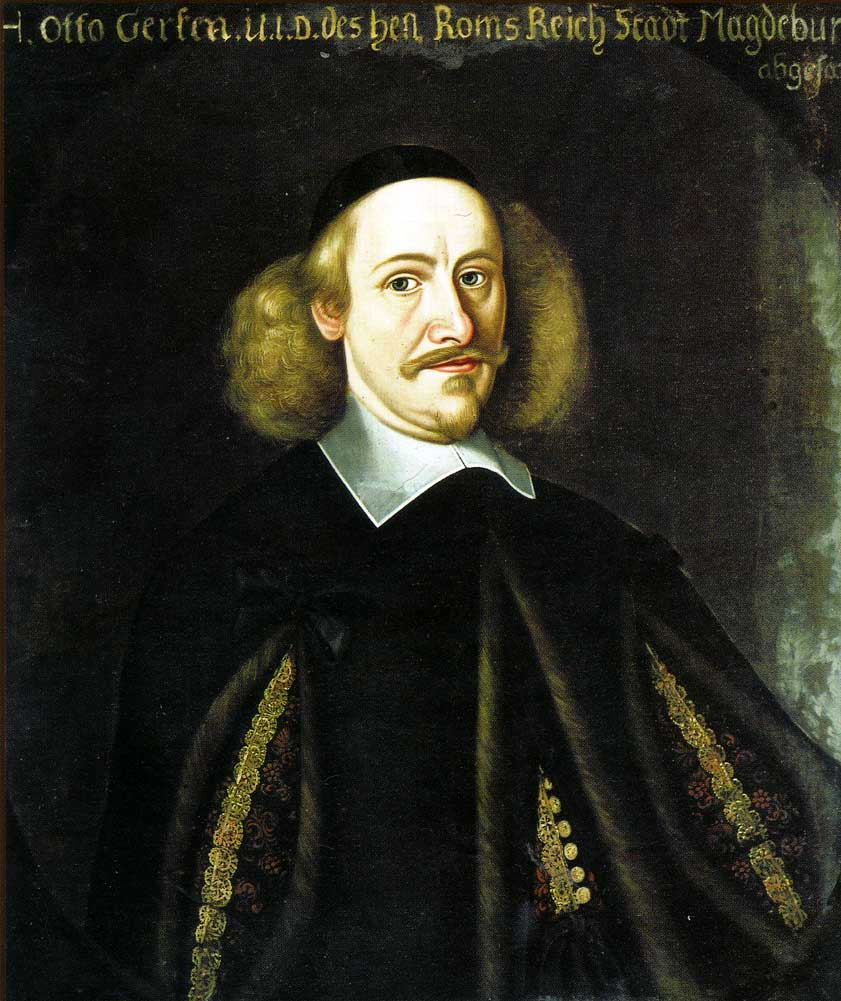 H. Otto Gerken. U.I.D. des heil. Roms Reich Stadt Magdebur
abgesa